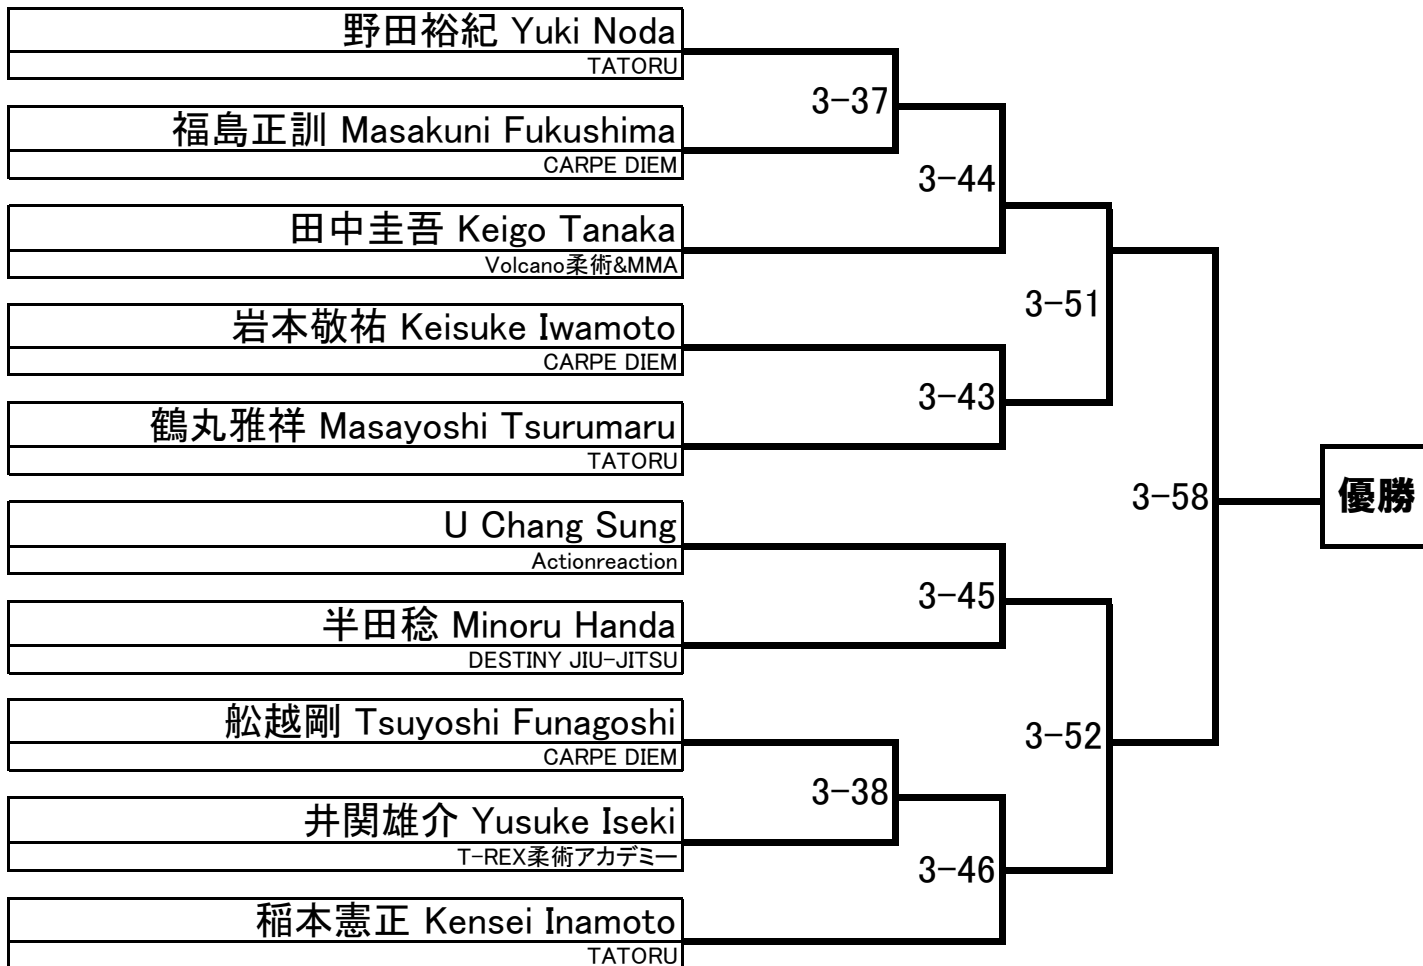 野田裕紀 Yuki Noda
TATORU
3-37
福島正訓 Masakuni Fukushima
CARPE DIEM
3-44
田中圭吾 Keigo Tanaka
Volcano柔術&MMA
3-51
岩本敬祐 Keisuke Iwamoto
CARPE DIEM
3-43
鶴丸雅祥 Masayoshi Tsurumaru
TATORU
3-58
優勝
U Chang Sung
Actionreaction
3-45
半田稔 Minoru Handa
DESTINY JIU-JITSU
舩越剛 Tsuyoshi Funagoshi
CARPE DIEM
3-52
3-38
井関雄介 Yusuke Iseki
T-REX柔術アカデミー
3-46
稲本憲正 Kensei Inamoto
TATORU